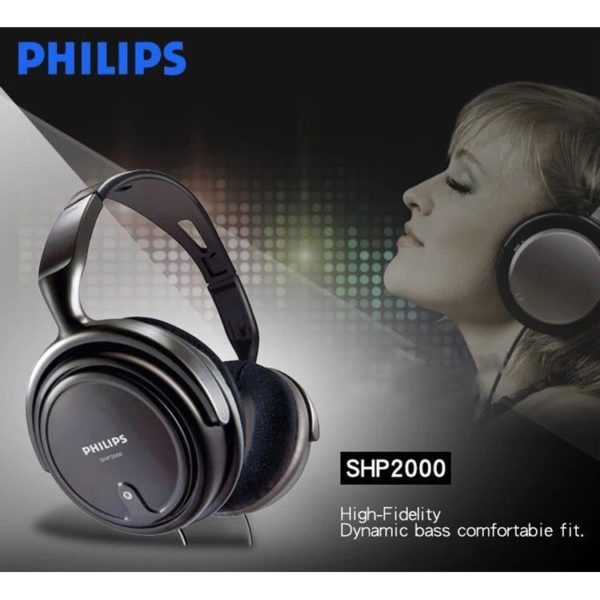 PHILIPS
PHILIPS
SHP2000
SHP2000
High-Fidelity
Dynamic bass comfortabie fit.